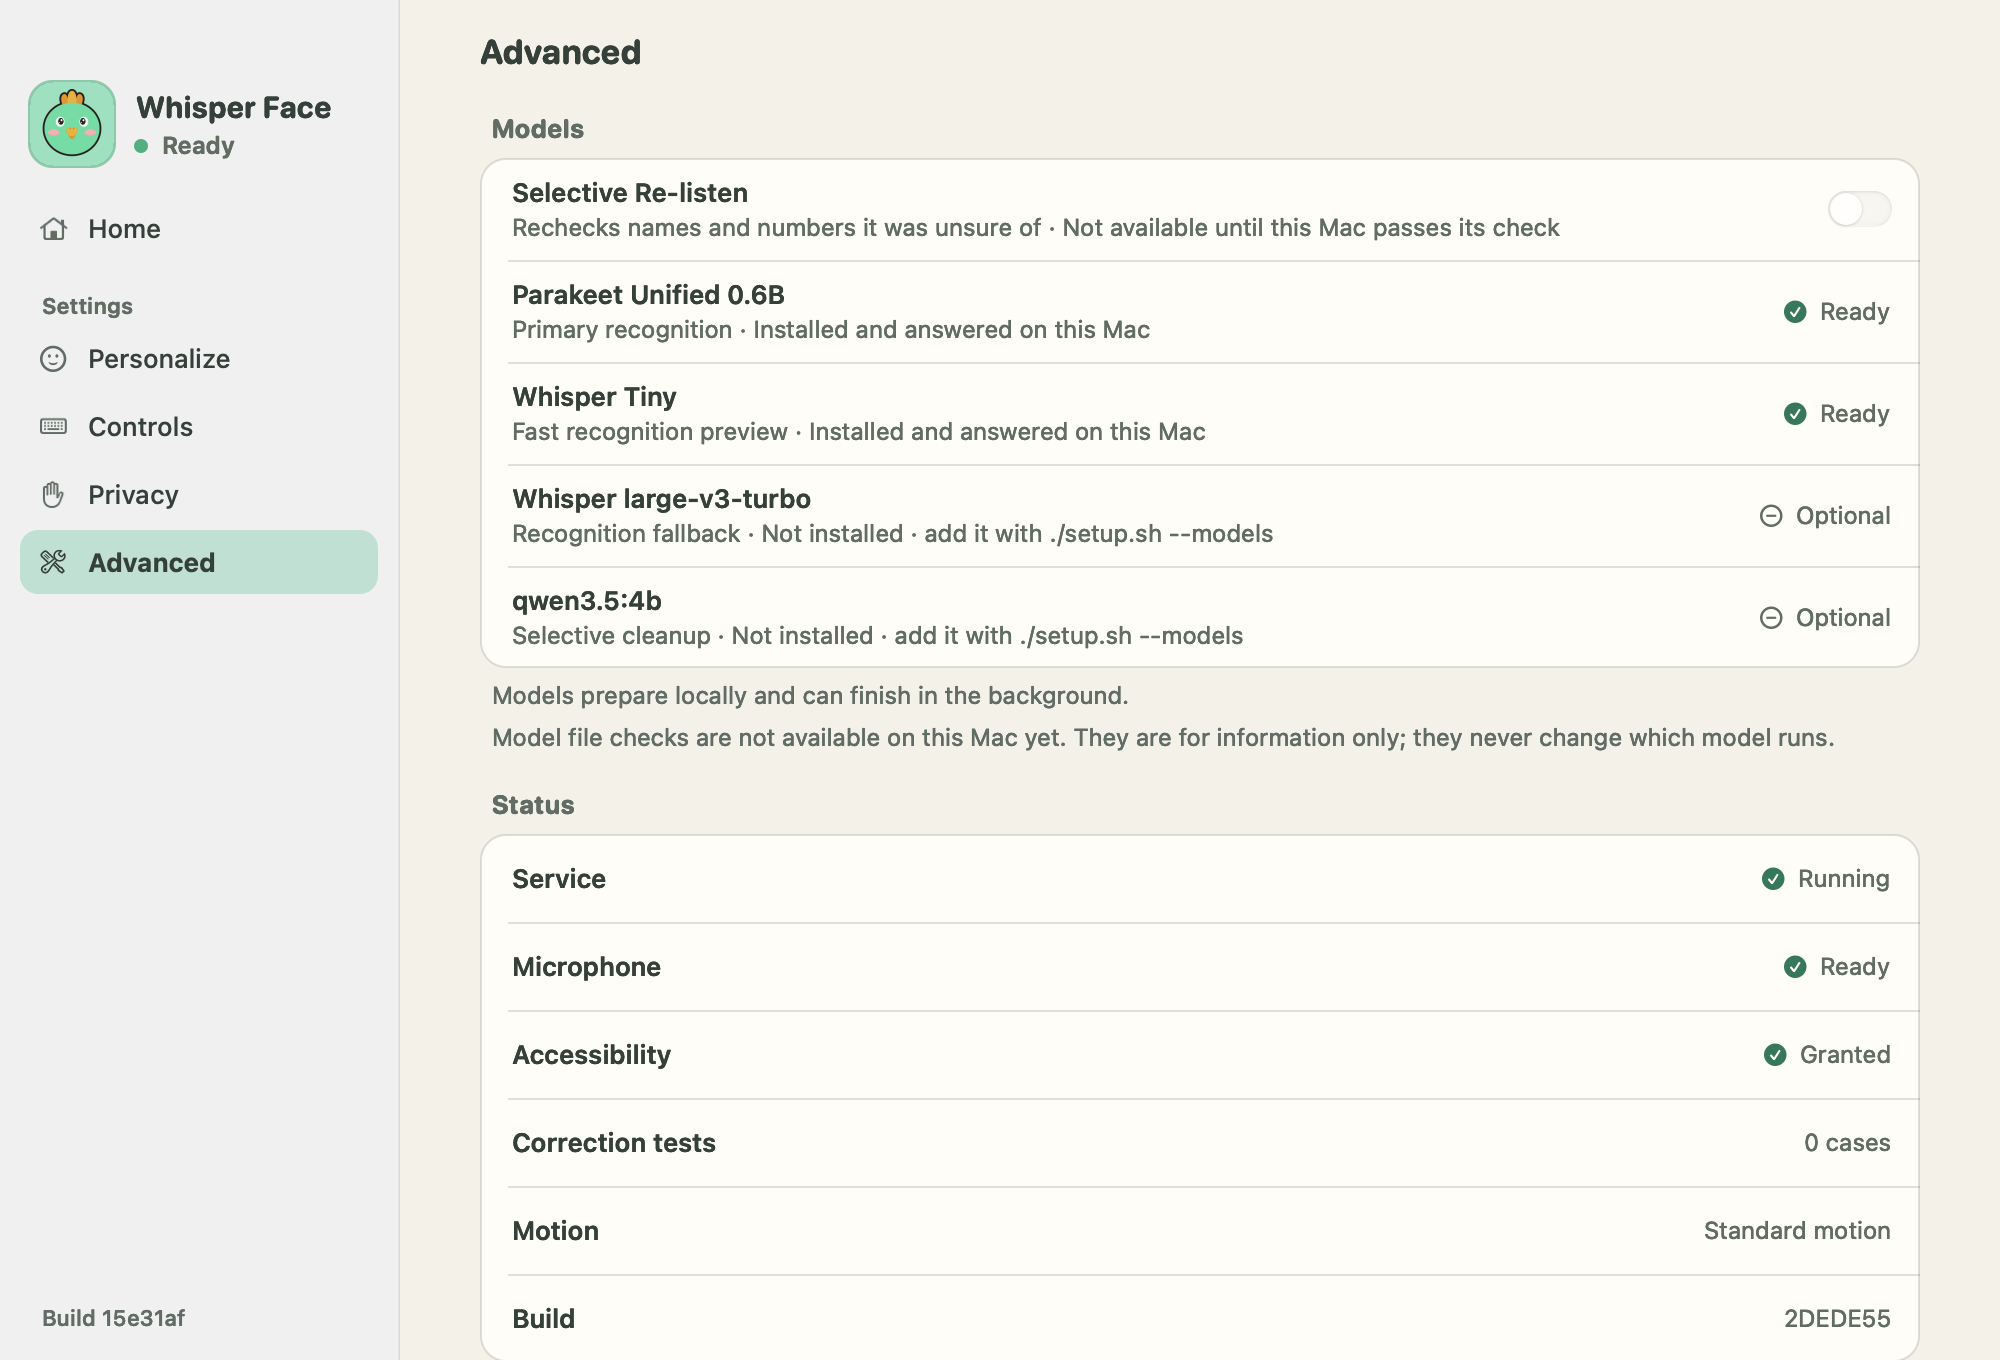 Whisper Face
Ready
Home
Settings
Personalize
Controls
Privacy
Advanced
Build 15e31af
Advanced
Models
Selective Re-listen
Rechecks names and numbers it was unsure of · Not available until this Mac passes its check
Parakeet Unified 0.6B
Primary recognition · Installed and answered on this Mac
Ready
Whisper Tiny
Fast recognition preview · Installed and answered on this Mac
Ready
Whisper large-v3-turbo
Recognition fallback · Not installed · add it with ./setup.sh --models
Optional
qwen3.5:4b
Selective cleanup · Not installed · add it with ./setup.sh --models
Optional
Models prepare locally and can finish in the background.
Model file checks are not available on this Mac yet. They are for information only; they never change which model runs.
Status
Service
Running
Microphone
Ready
Accessibility
Granted
Correction tests
0 cases
Motion
Standard motion
Build
2DEDE55